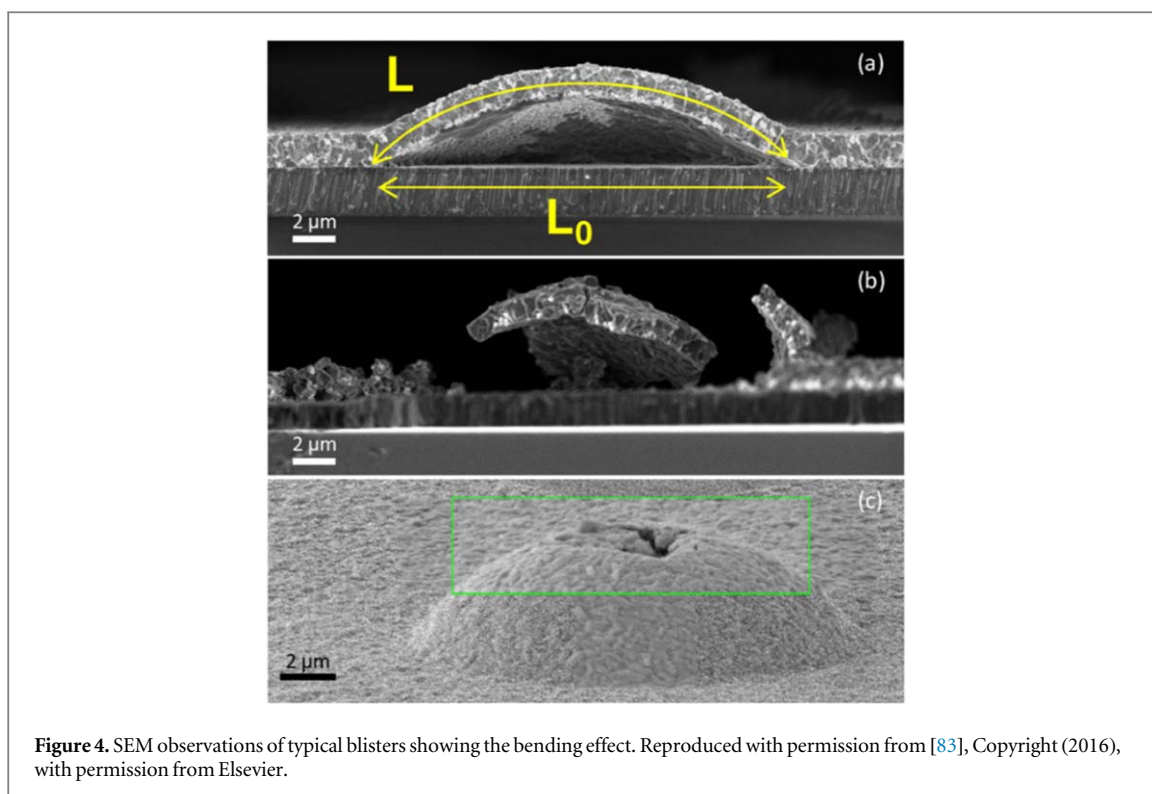 (a)
L
L₀
2 μm
(b)
2 μm
(c)
2 μm
Figure 4. SEM observations of typical blisters showing the bending effect. Reproduced with permission from [83], Copyright (2016),
with permission from Elsevier.